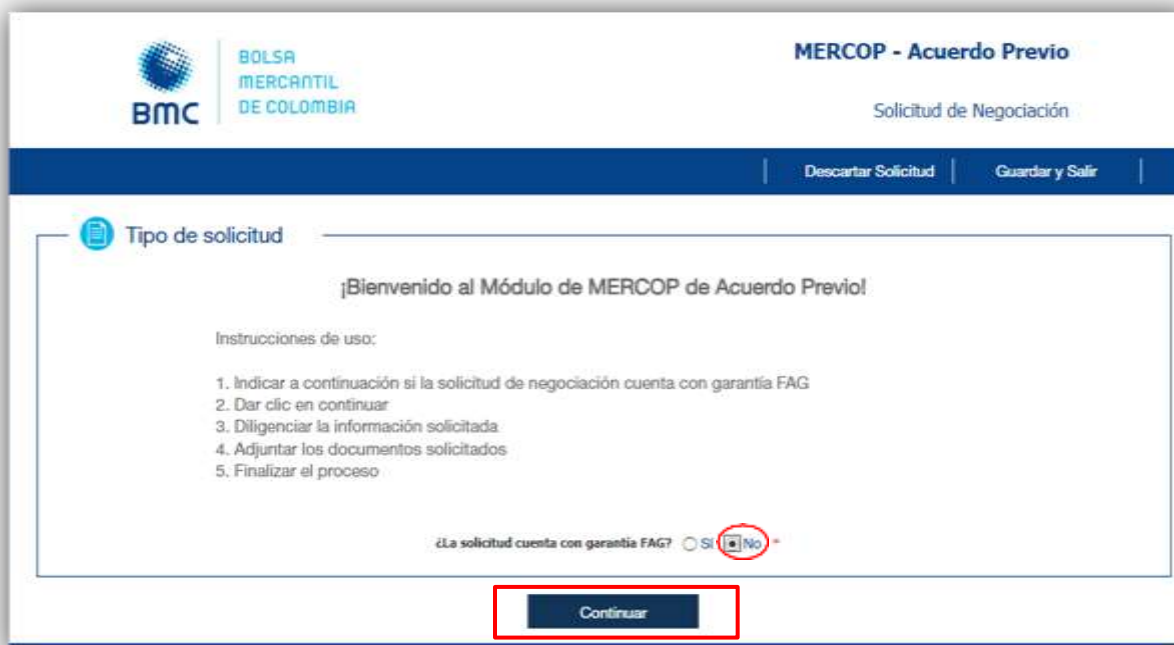 BMC
BOLSA
MERCANTIL
DE COLOMBIA
MERCOP - Acuerdo Previo
Solicitud de Negociación
Descartar Solicitud
Guardar y Salir
Tipo de solicitud
¡Bienvenido al Módulo de MERCOP de Acuerdo Previo!
Instrucciones de uso:
1. Indicar a continuación si la solicitud de negociación cuenta con garantía FAG
2. Dar clic en continuar
3. Diligenciar la información solicitada
4. Adjuntar los documentos solicitados
5. Finalizar el proceso
¿La solicitud cuenta con garantía FAG? Sí No *
Continuar